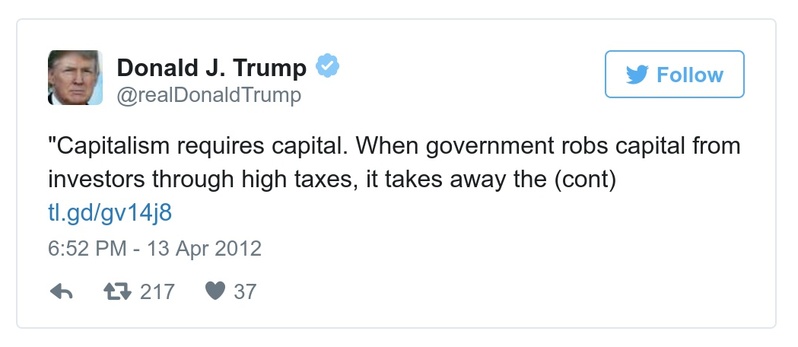 Donald J. Trump
@realDonaldTrump
Follow
"Capitalism requires capital. When government robs capital from
investors through high taxes, it takes away the (cont)
tl.gd/gv14j8
6:52 PM - 13 Apr 2012
217 37